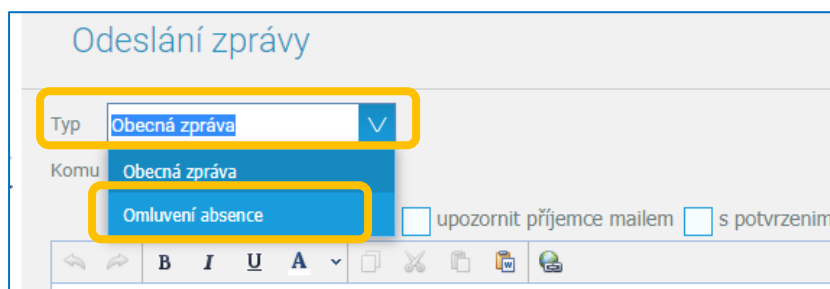 Odeslání zprávy
Typ Obecná zpráva
Komu Obecná zpráva
Omluvení absence
upozornit příjemce mailem s potvrzením
B I U A